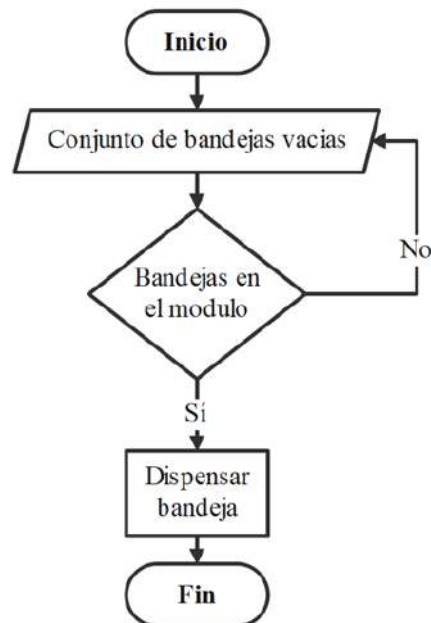 Inicio
Conjunto de bandejas vacias
No
Bandejas en
el modulo
Sí
Dispensar
bandeja
Fin